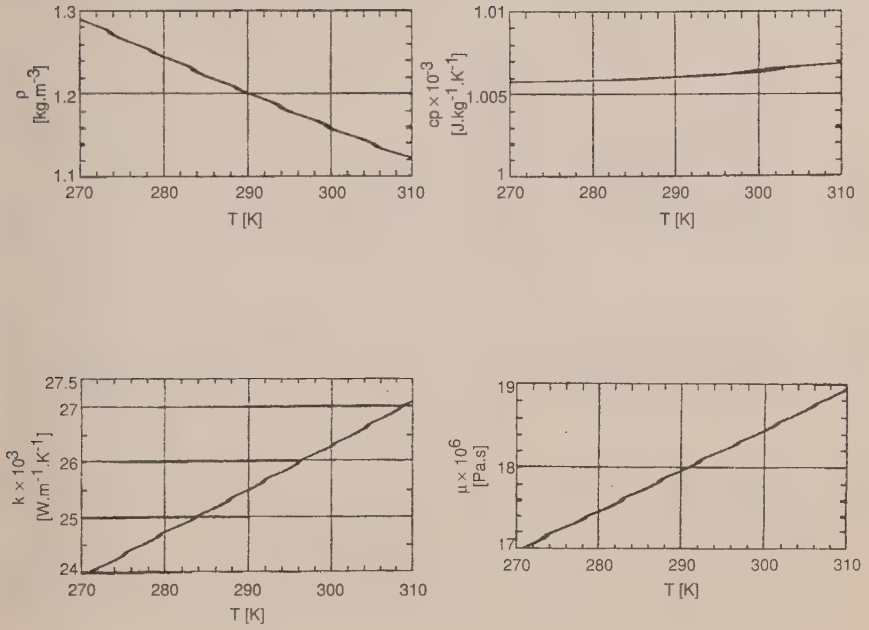 1.3
1.2
1.1
ρ
[kg.m-3]
270 280 290 300 310
T [K]
1.01
1.005
1
cp × 10-3
[J.kg-1.K-1]
270 280 290 300 310
T [K]
27.5
27
26
25
24
k × 103
[W.m-1.K-1]
270 280 290 300 310
T [K]
19
18
17
μ × 106
[Pa.s]
270 280 290 300 310
T [K]